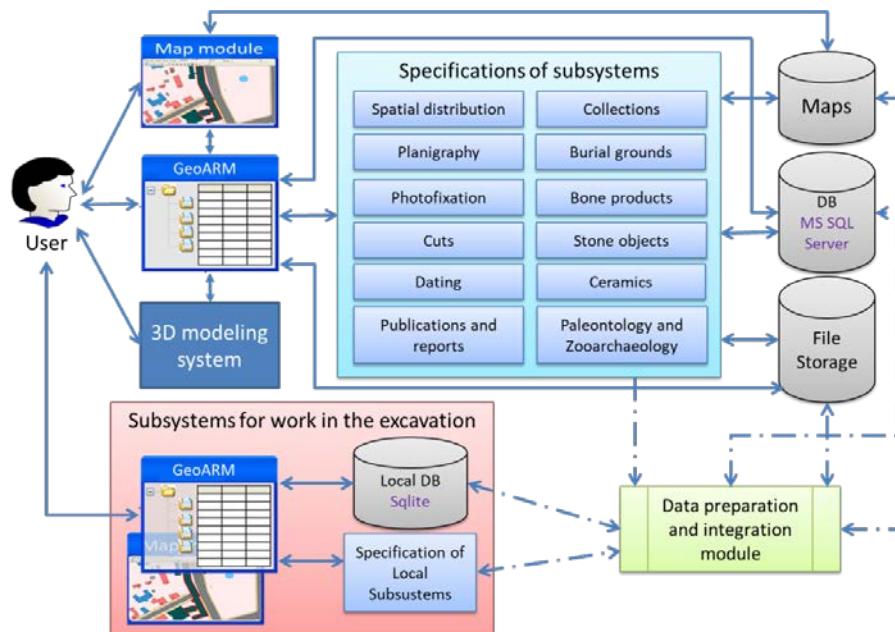 Map module
GeoARM
User
3D modeling
system
Specifications of subsystems
Spatial distribution
Collections
Planigraphy
Burial grounds
Photofixation
Bone products
Cuts
Stone objects
Dating
Ceramics
Publications and
reports
Paleontology and
Zooarchaeology
Maps
DB
MS SQL
Server
File
Storage
Subsystems for work in the excavation
GeoARM
Map
Local DB
Sqlite
Specification of
Local
Subsustems
Data preparation
and integration
module